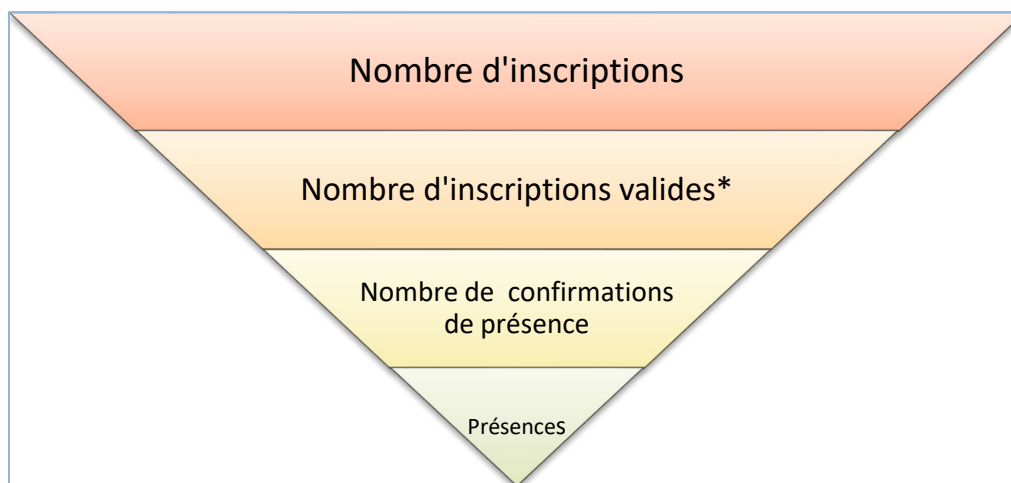 Nombre d'inscriptions
Nombre d'inscriptions valides*
Nombre de  confirmations
de présence
Présences